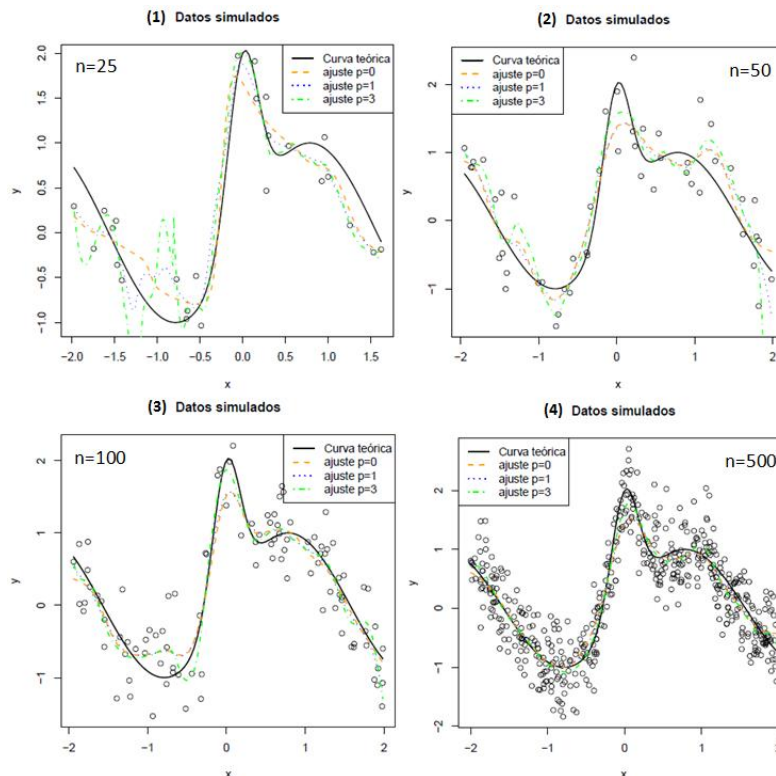 (1) Datos simulados
n=25
Curva teórica
ajuste p=0
ajuste p=1
ajuste p=3
y
2.0
1.5
1.0
0.5
0.0
−0.5
−1.0
−2.0 −1.5 −1.0 −0.5 0.0 0.5 1.0 1.5
x
(2) Datos simulados
Curva teórica
ajuste p=0
ajuste p=1
ajuste p=3
n=50
y
2
1
0
−1
−2 −1 0 1 2
x
(3) Datos simulados
n=100
Curva teórica
ajuste p=0
ajuste p=1
ajuste p=3
y
2
1
0
−1
−2 −1 0 1 2
x
(4) Datos simulados
Curva teórica
ajuste p=0
ajuste p=1
ajuste p=3
n=500
y
2
1
0
−1
−2
−2 −1 0 1 2
x